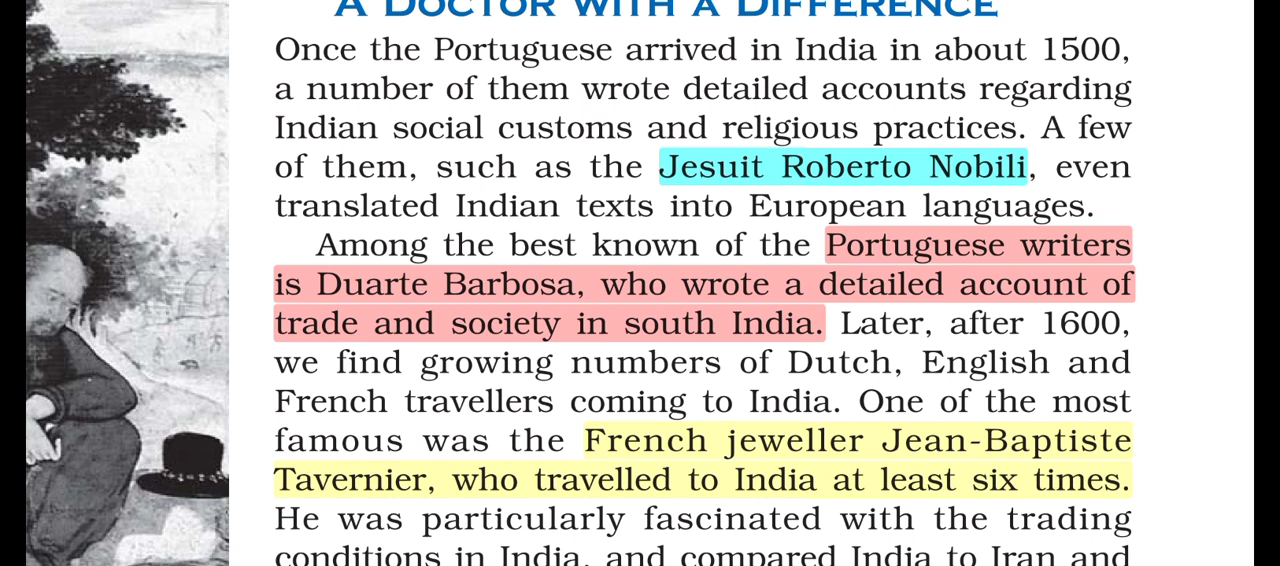 A DOCTOR WITH A DIFFERENCE
Once the Portuguese arrived in India in about 1500,
a number of them wrote detailed accounts regarding
Indian social customs and religious practices. A few
of them, such as the Jesuit Roberto Nobili, even
translated Indian texts into European languages.
Among the best known of the Portuguese writers
is Duarte Barbosa, who wrote a detailed account of
trade and society in south India. Later, after 1600,
we find growing numbers of Dutch, English and
French travellers coming to India. One of the most
famous was the French jeweller Jean-Baptiste
Tavernier, who travelled to India at least six times.
He was particularly fascinated with the trading
conditions in India, and compared India to Iran and